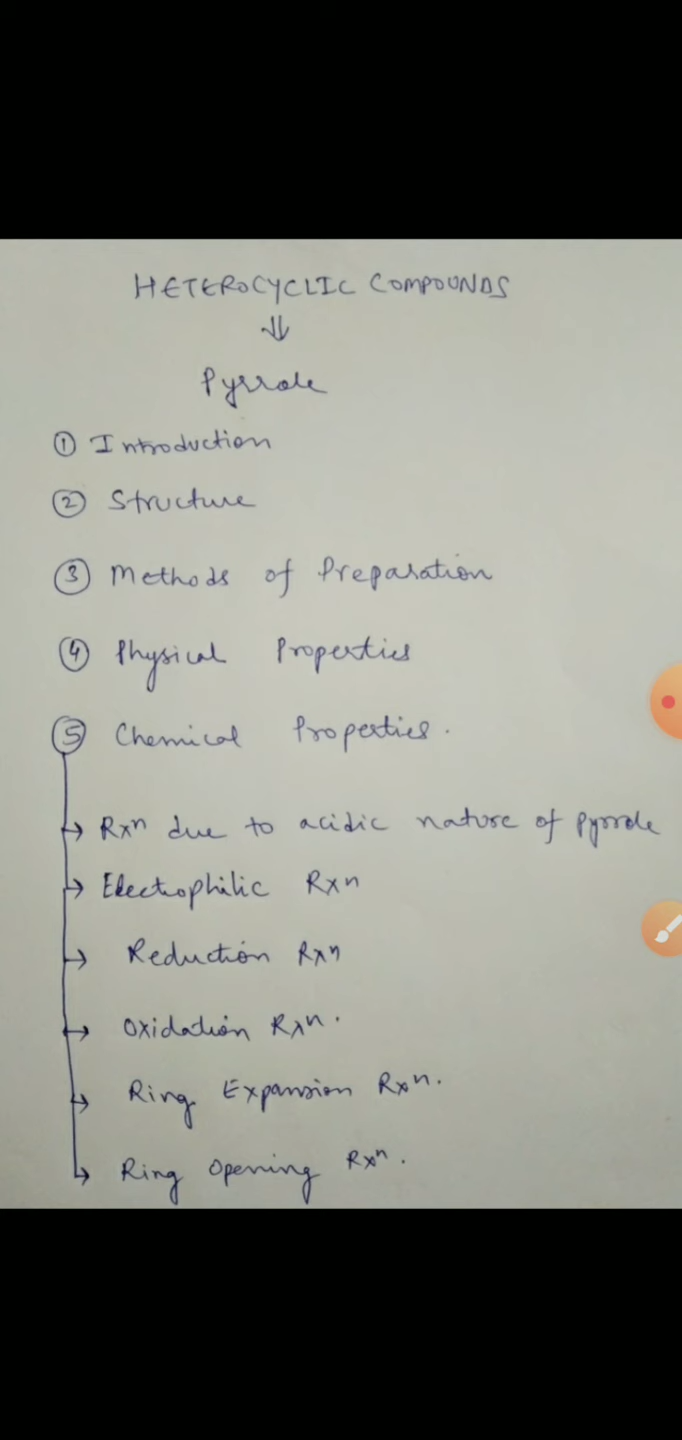 HETEROCYCLIC COMPOUNDS
⇓
Pyrrole
① Introduction
② Structure
③ Methods of Preparation
④ Physical Properties
⑤ Chemical Properties.
→ Rxⁿ due to acidic nature of Pyrrole
→ Electrophilic Rxⁿ
→ Reduction Rxⁿ
→ Oxidation Rxⁿ.
→ Ring Expansion Rxⁿ.
→ Ring Opening Rxⁿ.